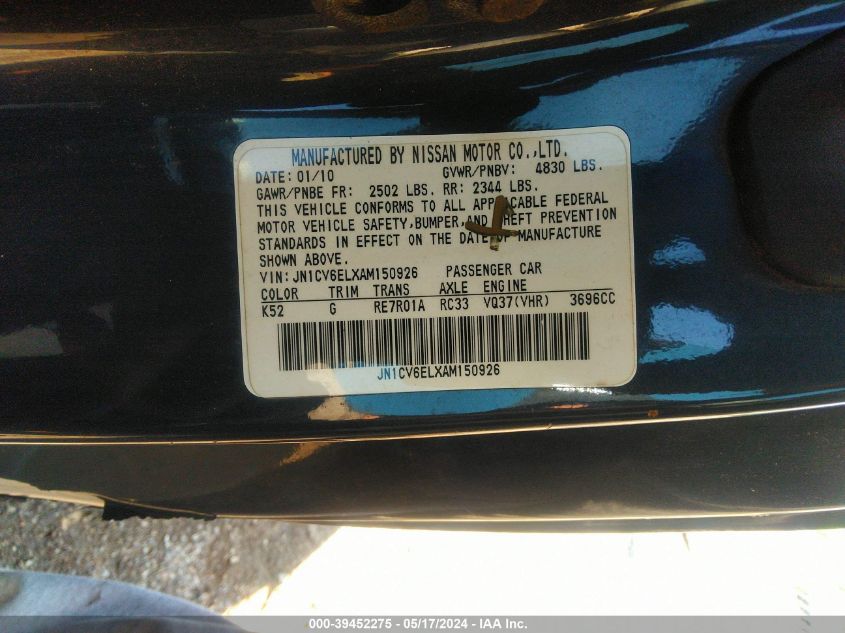 MANUFACTURED BY NISSAN MOTOR CO.,LTD.
DATE: 01/10 GVWR/PNBV: 4830 LBS.
GAWR/PNBE FR: 2502 LBS. RR: 2344 LBS.
THIS VEHICLE CONFORMS TO ALL APPLICABLE FEDERAL
MOTOR VEHICLE SAFETY,BUMPER,AND THEFT PREVENTION
STANDARDS IN EFFECT ON THE DATE OF MANUFACTURE
SHOWN ABOVE.
VIN: JN1CV6ELXAM150926 PASSENGER CAR
COLOR TRIM TRANS AXLE ENGINE
K52 G RE7R01A RC33 VQ37(VHR) 3696CC
JN1CV6ELXAM150926
000-39452275 - 05/17/2024 - IAA Inc.